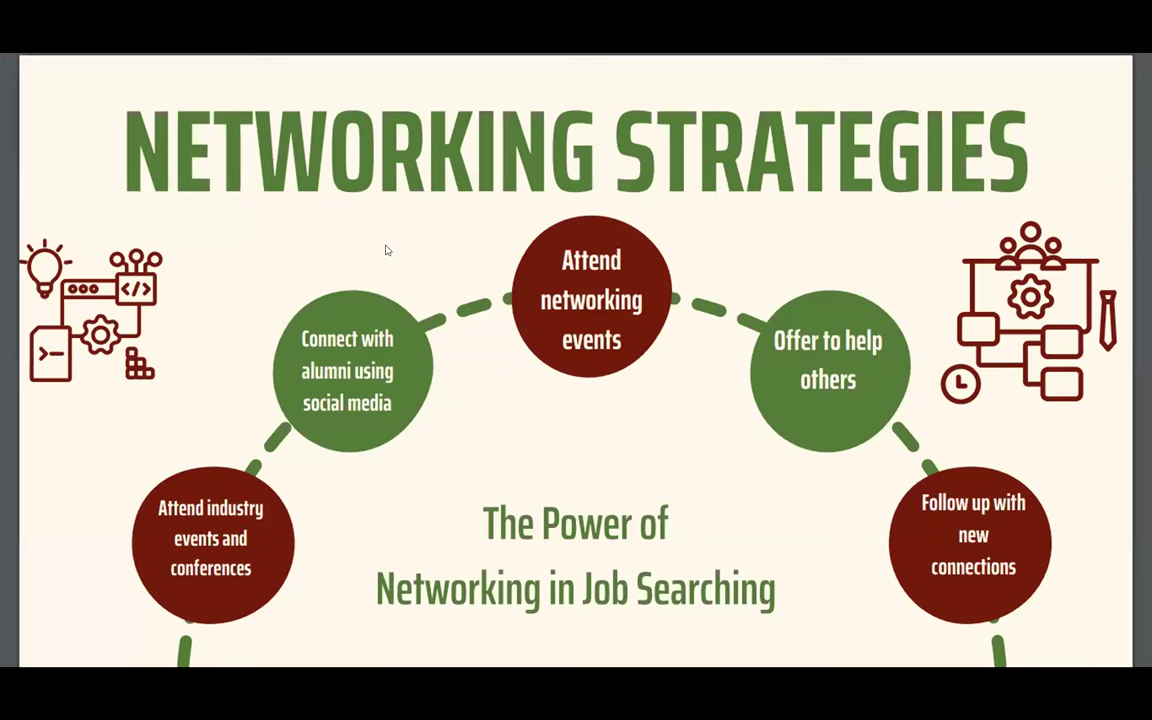 NETWORKING STRATEGIES
Attend
networking
events
Connect with
alumni using
social media
Offer to help
others
Attend industry
events and
conferences
Follow up with
new
connections
The Power of
Networking in Job Searching